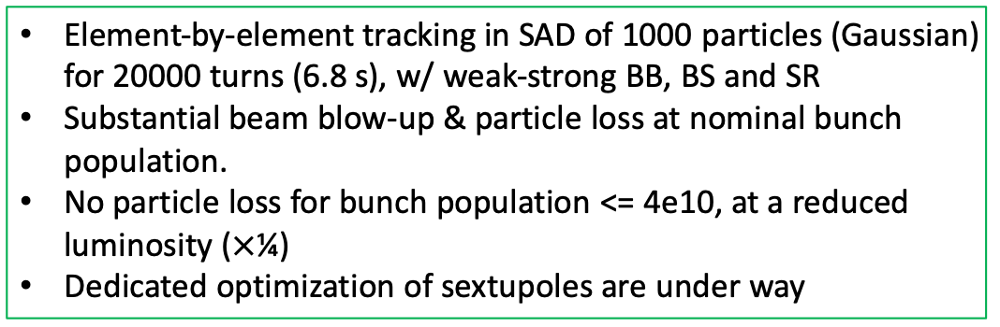 • Element-by-element tracking in SAD of 1000 particles (Gaussian)
for 20000 turns (6.8 s), w/ weak-strong BB, BS and SR
• Substantial beam blow-up & particle loss at nominal bunch
population.
• No particle loss for bunch population <= 4e10, at a reduced
luminosity (×¼)
• Dedicated optimization of sextupoles are under way